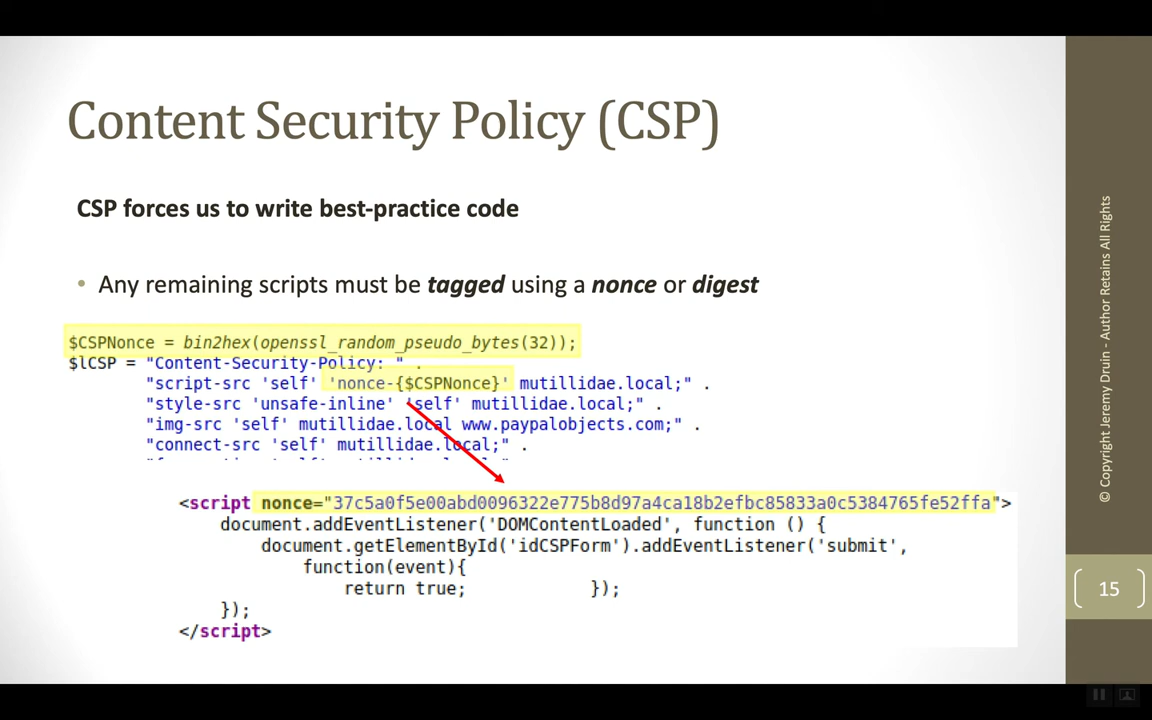 Content Security Policy (CSP)
CSP forces us to write best-practice code
• Any remaining scripts must be tagged using a nonce or digest
$CSPNonce = bin2hex(openssl_random_pseudo_bytes(32));
$lCSP = "Content-Security-Policy: " .
"script-src 'self' 'nonce-{$CSPNonce}' mutillidae.local;" .
"style-src 'unsafe-inline' 'self' mutillidae.local;" .
"img-src 'self' mutillidae.local www.paypalobjects.com;" .
"connect-src 'self' mutillidae.local;" .
<script nonce="37c5a0f5e00abd0096322e775b8d97a4ca18b2efbc85833a0c5384765fe52ffa">
document.addEventListener('DOMContentLoaded', function () {
document.getElementById('idCSPForm').addEventListener('submit',
function(event){
return true; });
});
</script>
© Copyright Jeremy Druin - Author Retains All Rights
15